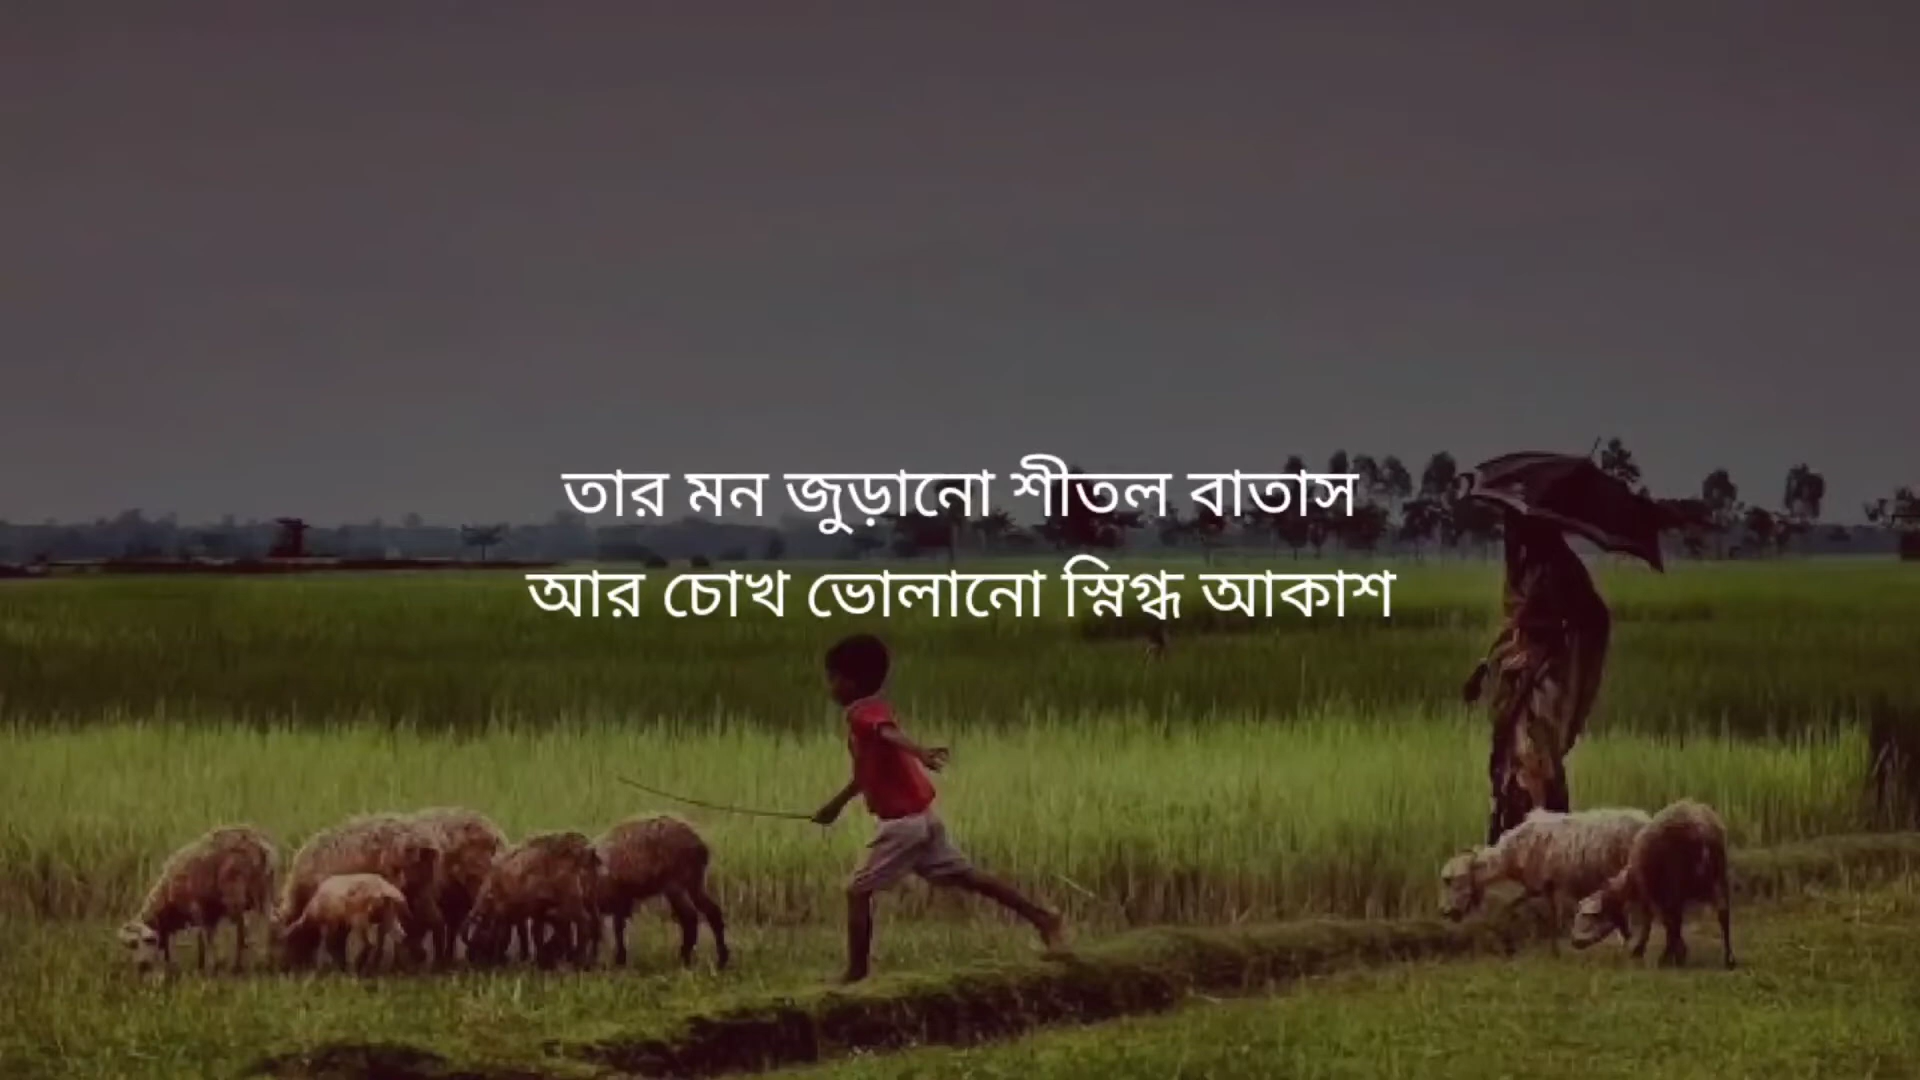 তার মন জুড়ানো শীতল বাতাস
আর চোখ ভোলানো স্নিগ্ধ আকাশ